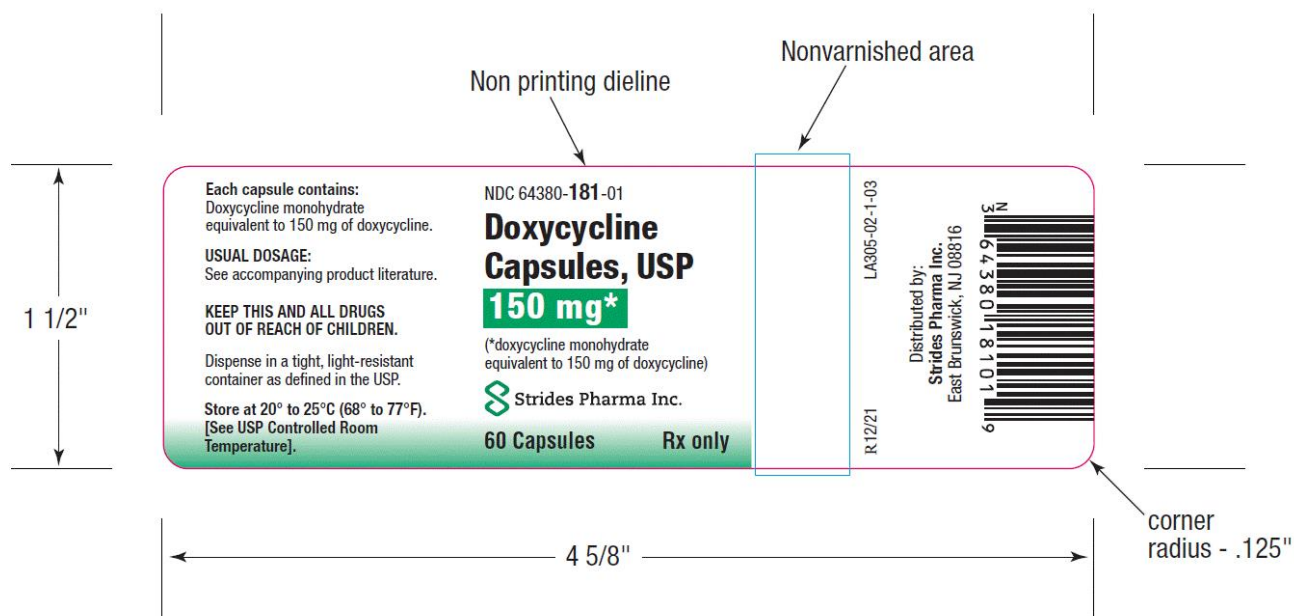 Nonvarnished area
Non printing dieline
1 1/2"
Each capsule contains:
Doxycycline monohydrate
equivalent to 150 mg of doxycycline.
USUAL DOSAGE:
See accompanying product literature.
KEEP THIS AND ALL DRUGS
OUT OF REACH OF CHILDREN.
Dispense in a tight, light-resistant
container as defined in the USP.
Store at 20° to 25°C (68° to 77°F).
[See USP Controlled Room
Temperature].
NDC 64380-181-01
Doxycycline
Capsules, USP
150 mg*
(*doxycycline monohydrate
equivalent to 150 mg of doxycycline)
Strides Pharma Inc.
60 Capsules Rx only
R12/21 LA305-02-1-03
Distributed by:
Strides Pharma Inc.
East Brunswick, NJ 08816
N
3 64380 18101 9
corner
radius - .125"
4 5/8"